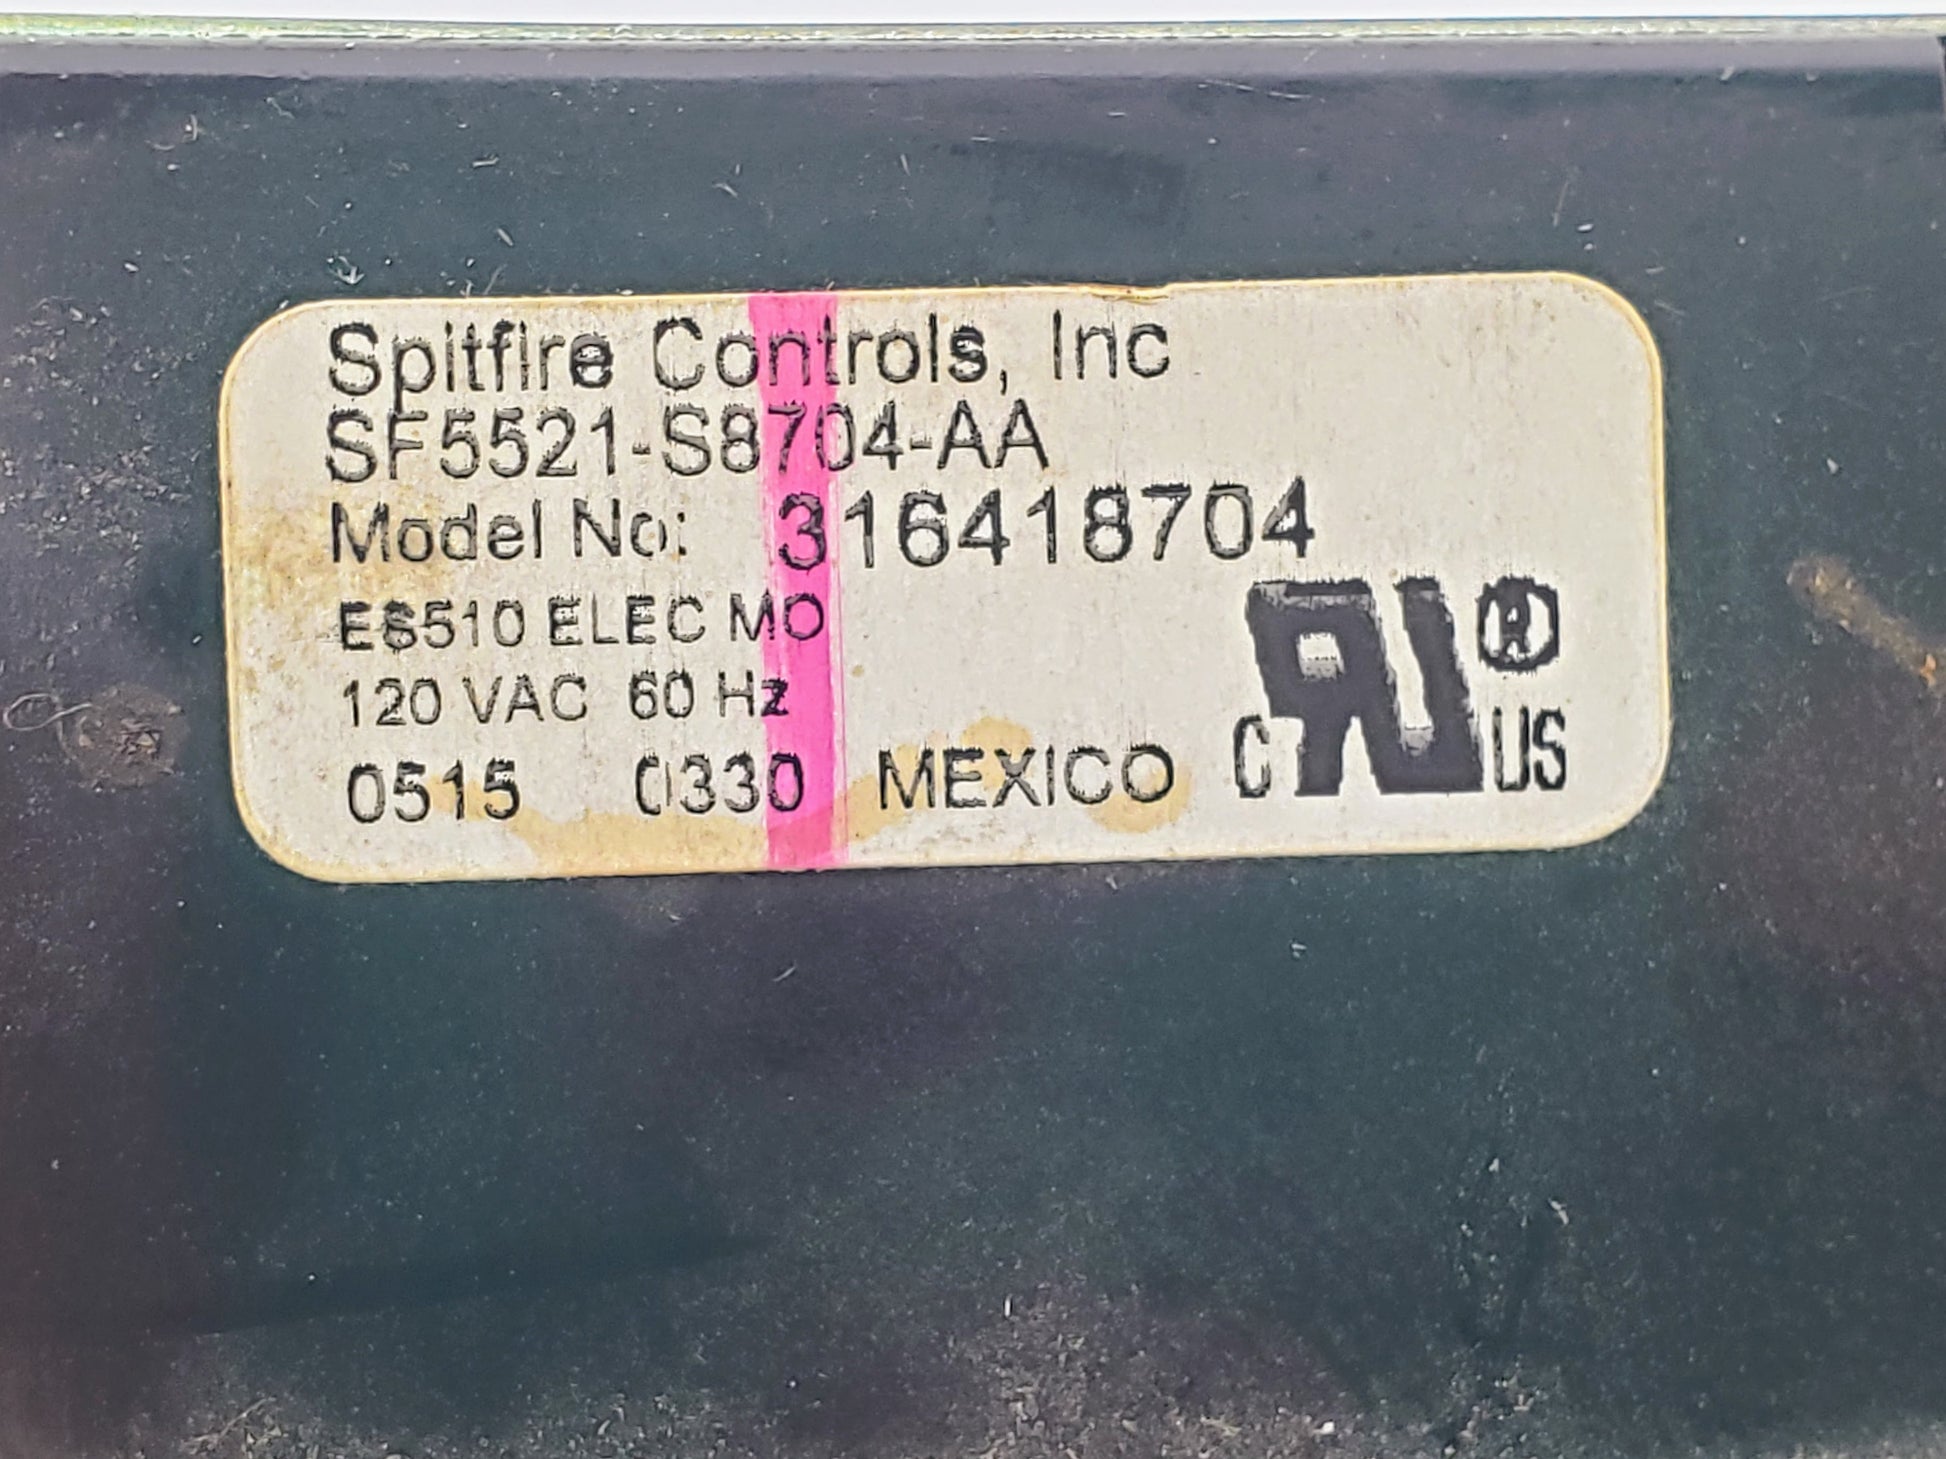 Spitfire Controls, Inc
SF5521-S8704-AA
Model No: 316418704
ES510 ELEC MO
120 VAC 60 Hz
0515 0330 MEXICO
C RU ® US